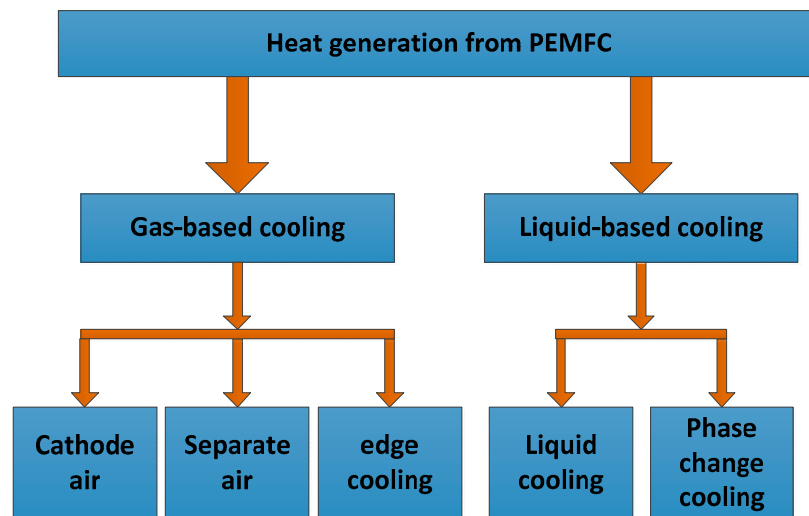 Heat generation from PEMFC
Gas-based cooling
Liquid-based cooling
Cathode
air
Separate
air
edge
cooling
Liquid
cooling
Phase
change
cooling